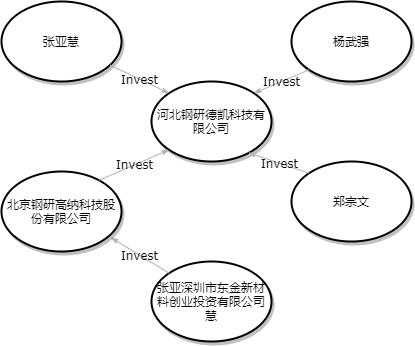 张亚慧
杨武强
Invest
Invest
河北钢研德凯科技有
限公司
Invest
Invest
北京钢研高纳科技股
份有限公司
郑宗文
Invest
张亚深圳市东金新材
料创业投资有限公司
慧